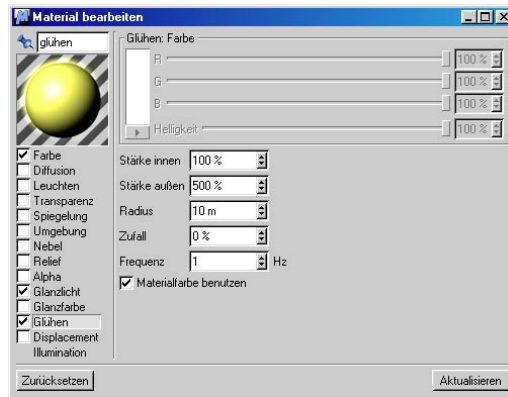 Material bearbeiten
glühen
Glühen: Farbe
R 100 %
G 100 %
B 100 %
Helligkeit 100 %
Farbe
Diffusion
Leuchten
Transparenz
Spiegelung
Umgebung
Nebel
Relief
Alpha
Glanzlicht
Glanzfarbe
Glühen
Displacement
Illumination
Stärke innen 100 %
Stärke außen 500 %
Radius 10 m
Zufall 0 %
Frequenz 1 Hz
Materialfarbe benutzen
Zurücksetzen
Aktualisieren